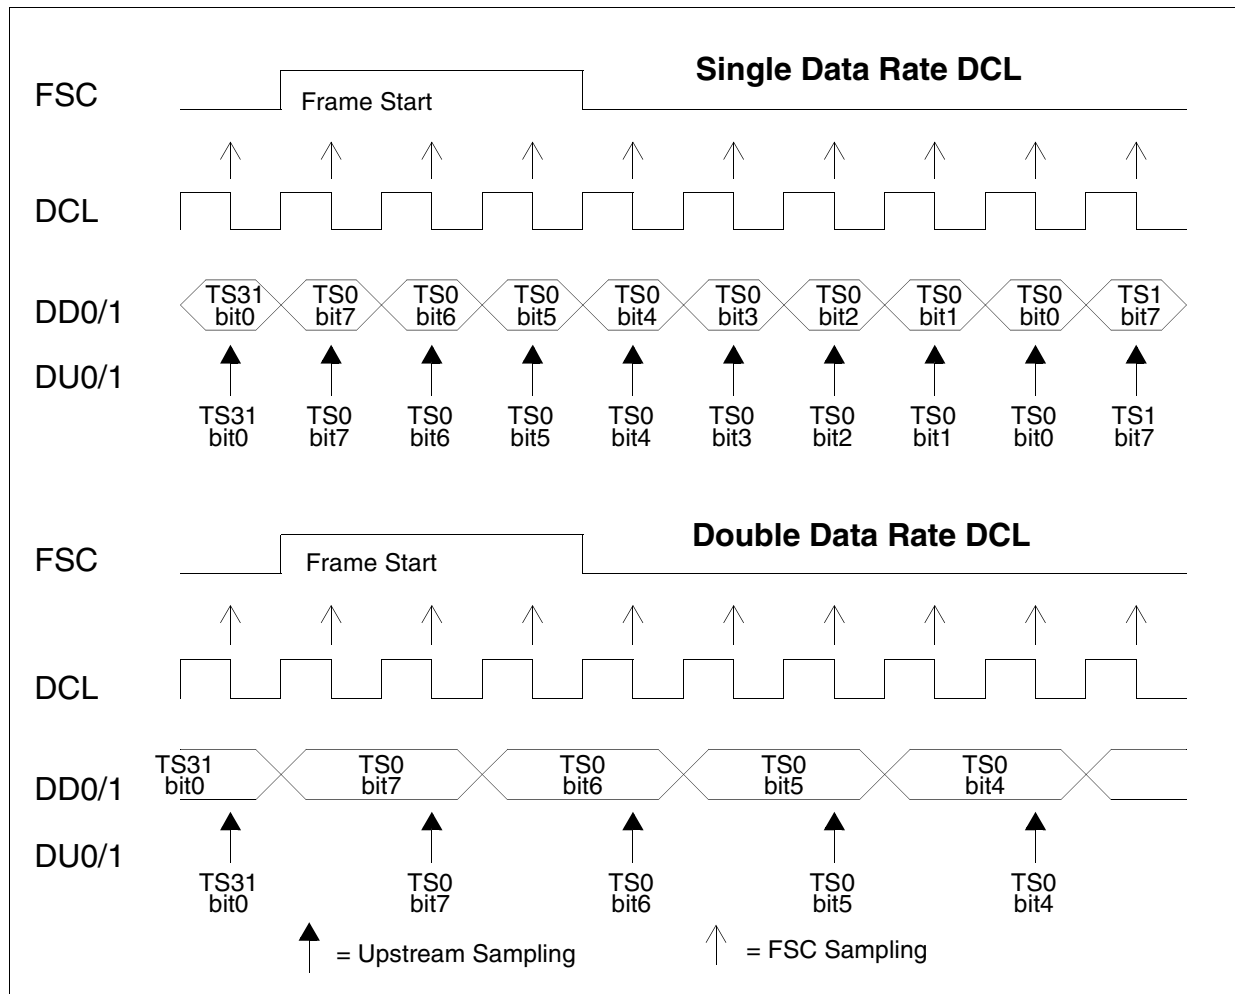 Single Data Rate DCL
FSC
Frame Start
DCL
DD0/1
TS31 TS0 TS0 TS0 TS0 TS0 TS0 TS0 TS0 TS1
bit0 bit7 bit6 bit5 bit4 bit3 bit2 bit1 bit0 bit7
DU0/1
TS31 TS0 TS0 TS0 TS0 TS0 TS0 TS0 TS0 TS1
bit0 bit7 bit6 bit5 bit4 bit3 bit2 bit1 bit0 bit7
Double Data Rate DCL
FSC
Frame Start
DCL
DD0/1
TS31 TS0 TS0 TS0 TS0
bit0 bit7 bit6 bit5 bit4
DU0/1
TS31 TS0 TS0 TS0 TS0
bit0 bit7 bit6 bit5 bit4
= Upstream Sampling
= FSC Sampling